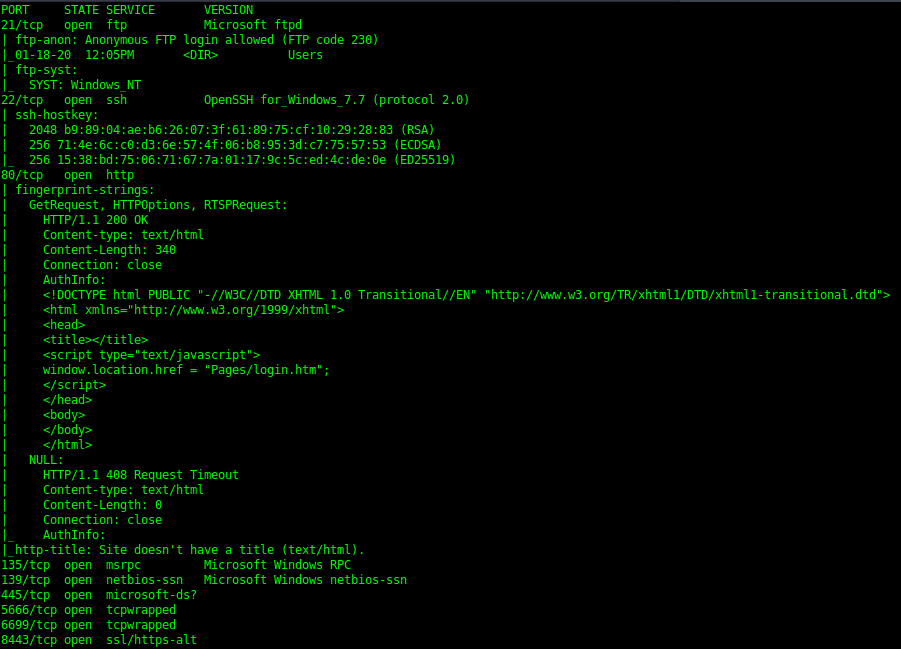 PORT     STATE SERVICE       VERSION
21/tcp   open  ftp           Microsoft ftpd
| ftp-anon: Anonymous FTP login allowed (FTP code 230)
|_01-18-20  12:05PM       <DIR>          Users
| ftp-syst:
|_  SYST: Windows_NT
22/tcp   open  ssh           OpenSSH for_Windows_7.7 (protocol 2.0)
| ssh-hostkey:
|   2048 b9:89:04:ae:b6:26:07:3f:61:89:75:cf:10:29:28:83 (RSA)
|   256 71:4e:6c:c0:d3:6e:57:4f:06:b8:95:3d:c7:75:57:53 (ECDSA)
|_  256 15:38:bd:75:06:71:67:7a:01:17:9c:5c:ed:4c:de:0e (ED25519)
80/tcp   open  http
| fingerprint-strings:
|   GetRequest, HTTPOptions, RTSPRequest:
|     HTTP/1.1 200 OK
|     Content-type: text/html
|     Content-Length: 340
|     Connection: close
|     AuthInfo:
|     <!DOCTYPE html PUBLIC "-//W3C//DTD XHTML 1.0 Transitional//EN" "http://www.w3.org/TR/xhtml1/DTD/xhtml1-transitional.dtd">
|     <html xmlns="http://www.w3.org/1999/xhtml">
|     <head>
|     <title></title>
|     <script type="text/javascript">
|     window.location.href = "Pages/login.htm";
|     </script>
|     </head>
|     <body>
|     </body>
|     </html>
|   NULL:
|     HTTP/1.1 408 Request Timeout
|     Content-type: text/html
|     Content-Length: 0
|     Connection: close
|_    AuthInfo:
|_http-title: Site doesn't have a title (text/html).
135/tcp  open  msrpc         Microsoft Windows RPC
139/tcp  open  netbios-ssn   Microsoft Windows netbios-ssn
445/tcp  open  microsoft-ds?
5666/tcp open  tcpwrapped
6699/tcp open  tcpwrapped
8443/tcp open  ssl/https-alt